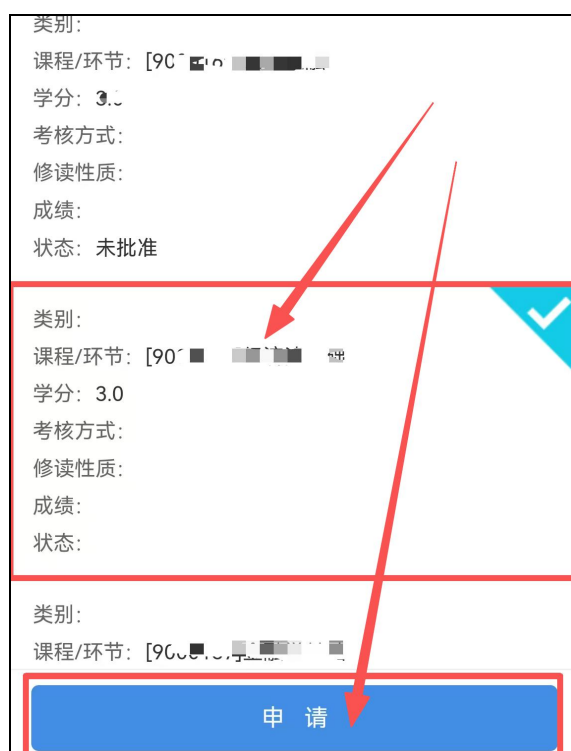 类别:
课程/环节: [90
学分: 3.
考核方式:
修读性质:
成绩:
状态: 未批准
类别:
课程/环节: [90
学分: 3.0
考核方式:
修读性质:
成绩:
状态:
类别:
课程/环节: [90
申 请